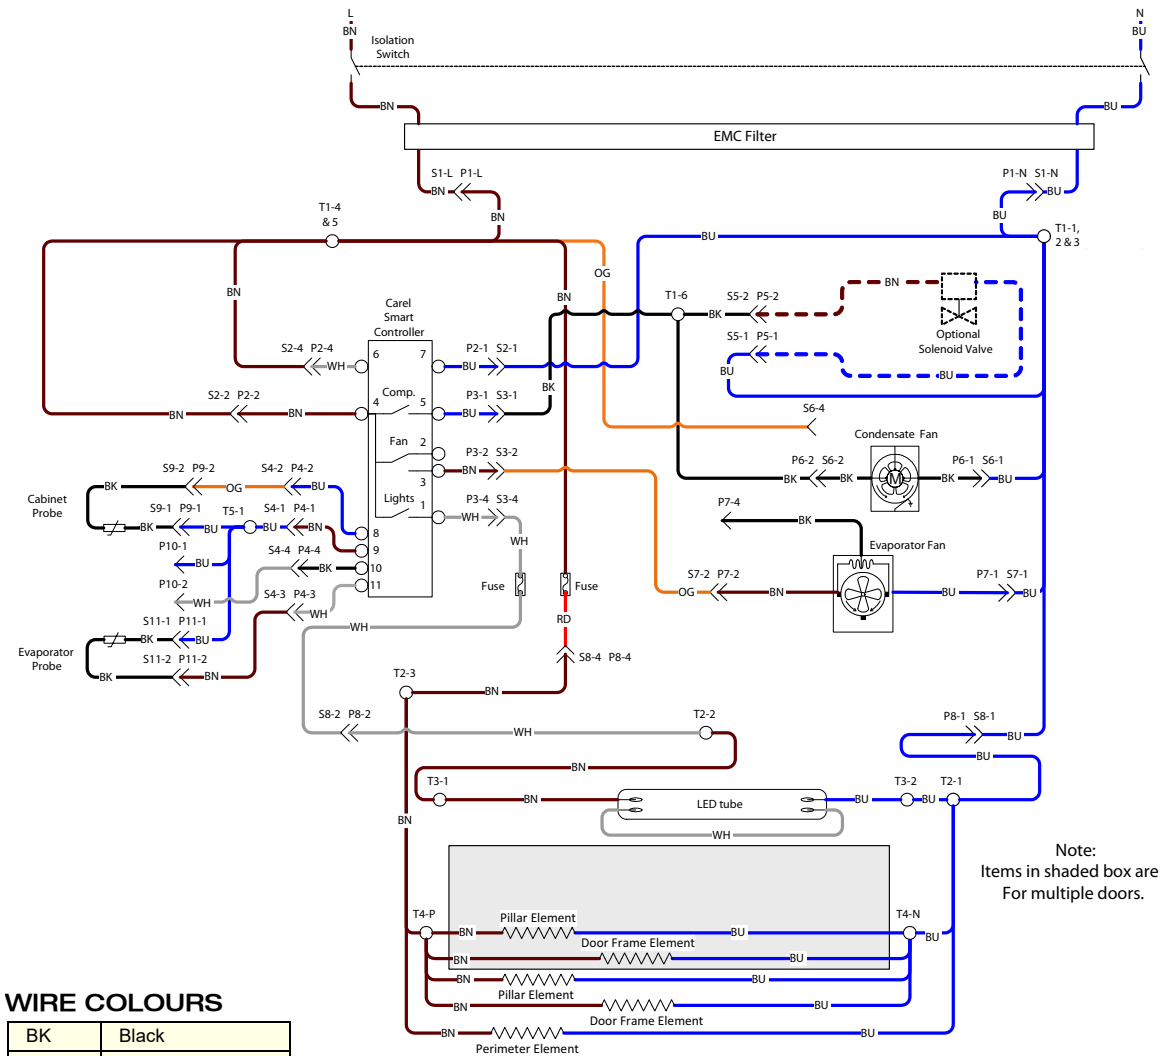 L
N
BN
BU
Isolation
Switch
BN
BU
EMC Filter
S1-L P1-L
P1-N S1-N
BN
BU
BN
BU
T1-4
& 5
T1-1,
2 & 3
BU
OG
BN
BN
T1-6
S5-2 P5-2
BN
BK
Carel
Smart
Controller
Optional
Solenoid Valve
S5-1 P5-1
BU
BU
S2-4 P2-4
WH
6
7
P2-1 S2-1
BU
BK
S2-2 P2-2
BN
BN
4
Comp.
5
P3-1 S3-1
BU
S6-4
Fan
2
Condensate Fan
P3-2 S3-2
BN
3
P6-2 S6-2
BK
BK
M
P6-1 S6-1
BK
BU
S9-2 P9-2
S4-2 P4-2
BK
OG
BU
Cabinet
Probe
S9-1 P9-1
T5-1
S4-1 P4-1
BK
BU
BU
BN
Lights
1
P3-4 S3-4
WH
WH
P7-4
BK
8
9
10
11
P10-1
BU
S4-4 P4-4
BK
Evaporator Fan
P10-2
WH
S4-3 P4-3
WH
Fuse
Fuse
S7-2 P7-2
OG
BN
P7-1 S7-1
BU
BU
S11-1 P11-1
BK
BU
WH
RD
Evaporator
Probe
S11-2 P11-2
BK
BN
S8-4 P8-4
T2-3
BN
S8-2 P8-2
WH
T2-2
P8-1 S8-1
BU
BU
BN
T3-1
BN
LED tube
BU
T3-2
BU
T2-1
BN
WH
Note:
Items in shaded box are
For multiple doors.
T4-P
Pillar Element
T4-N
BN
BU
BU
Door Frame Element
BN
BU
BN
BU
Pillar Element
BN
BU
Door Frame Element
BN
BU
Perimeter Element
WIRE COLOURS
BK Black